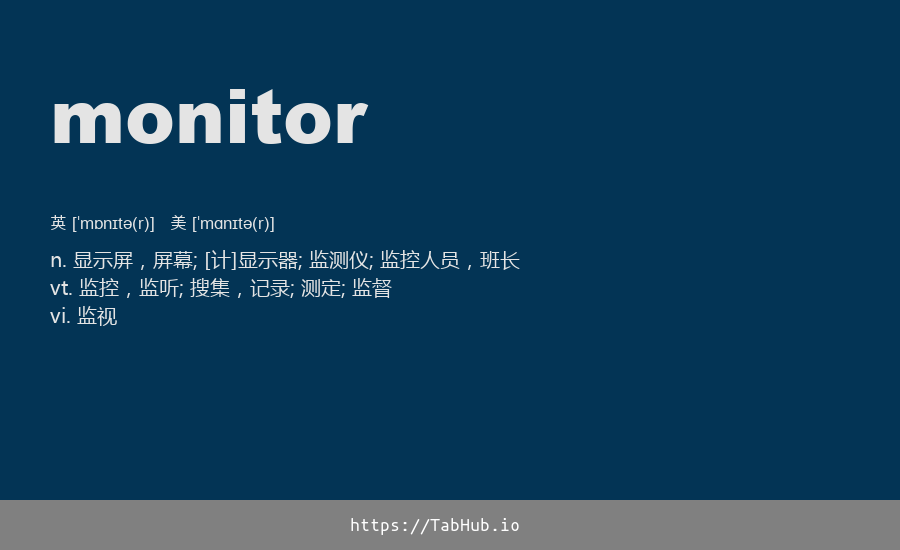 monitor
英 [ˈmɒnɪtə(r)] 美 [ˈmɑnɪtə(r)]
n. 显示屏，屏幕; [计]显示器; 监测仪; 监控人员，班长
vt. 监控，监听; 搜集，记录; 测定; 监督
vi. 监视
https://TabHub.io